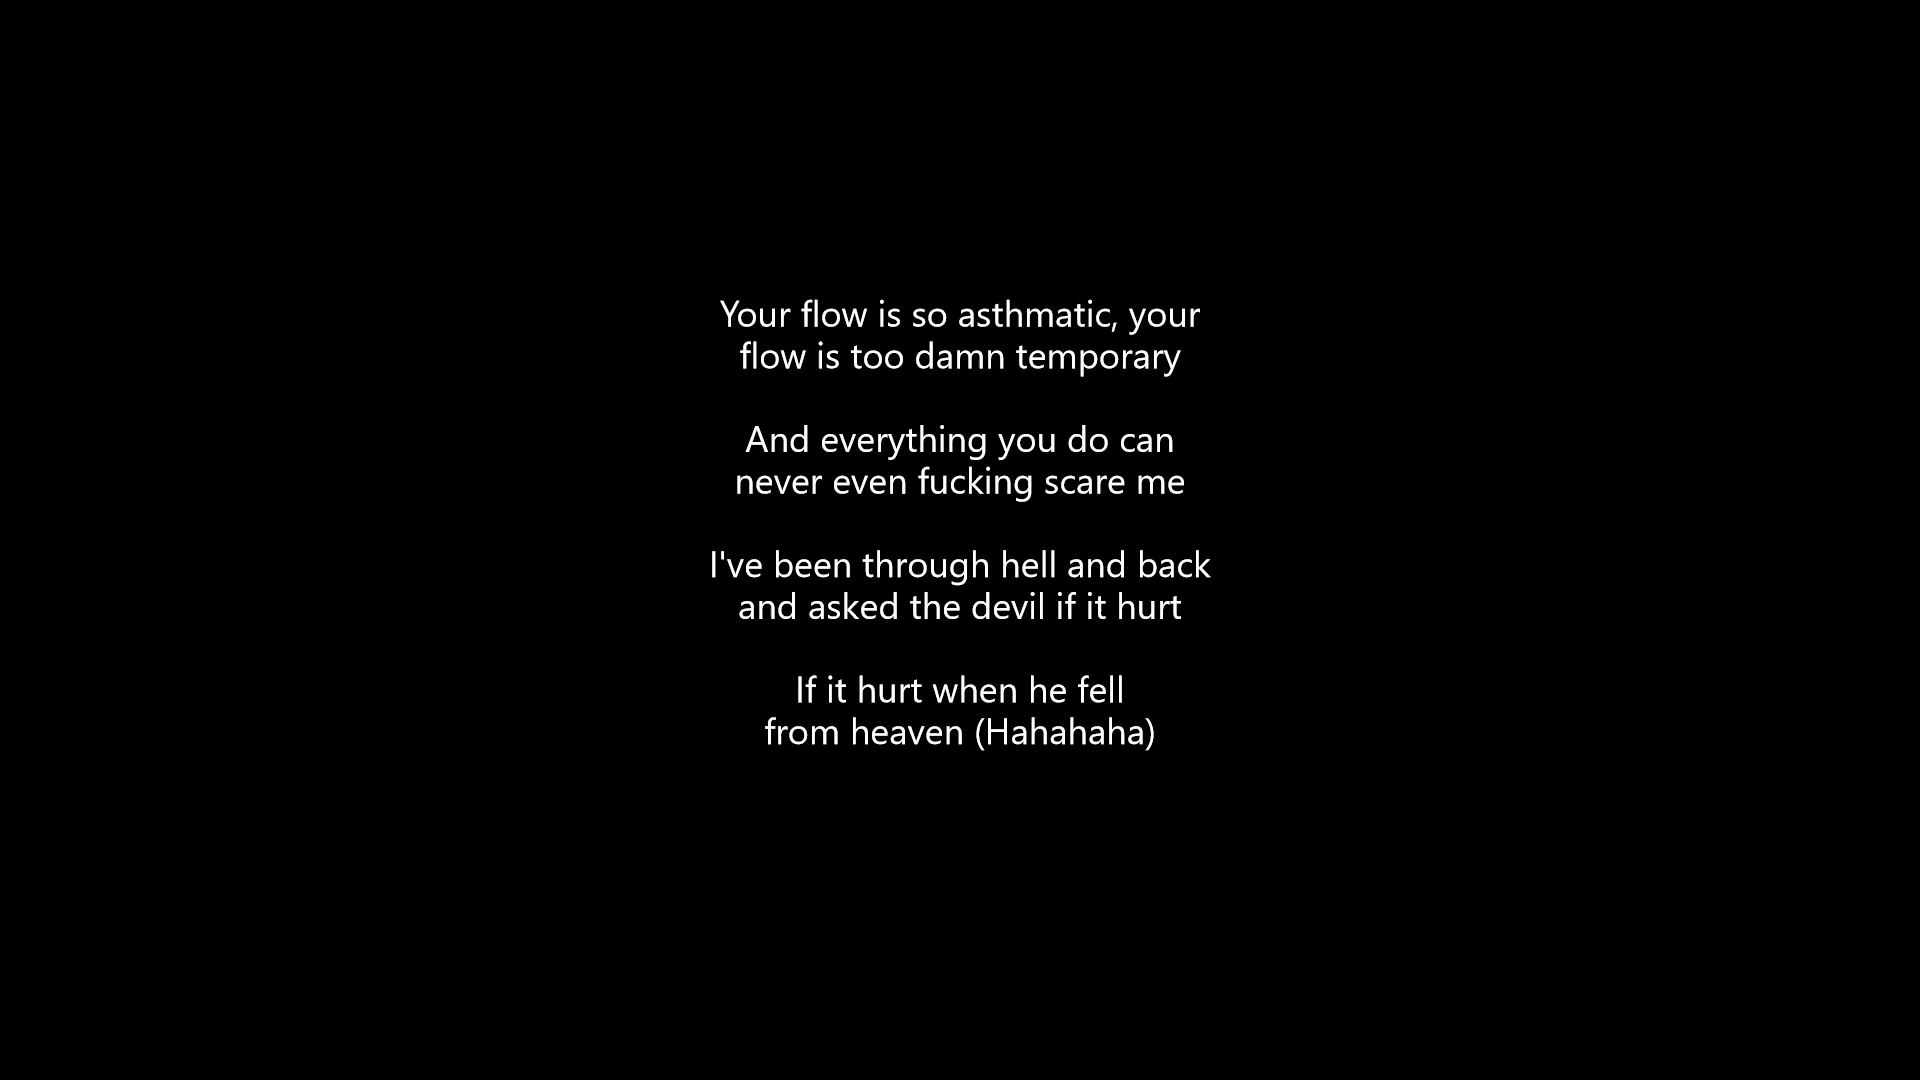 Your flow is so asthmatic, your
flow is too damn temporary
And everything you do can
never even fucking scare me
I've been through hell and back
and asked the devil if it hurt
If it hurt when he fell
from heaven (Hahahaha)